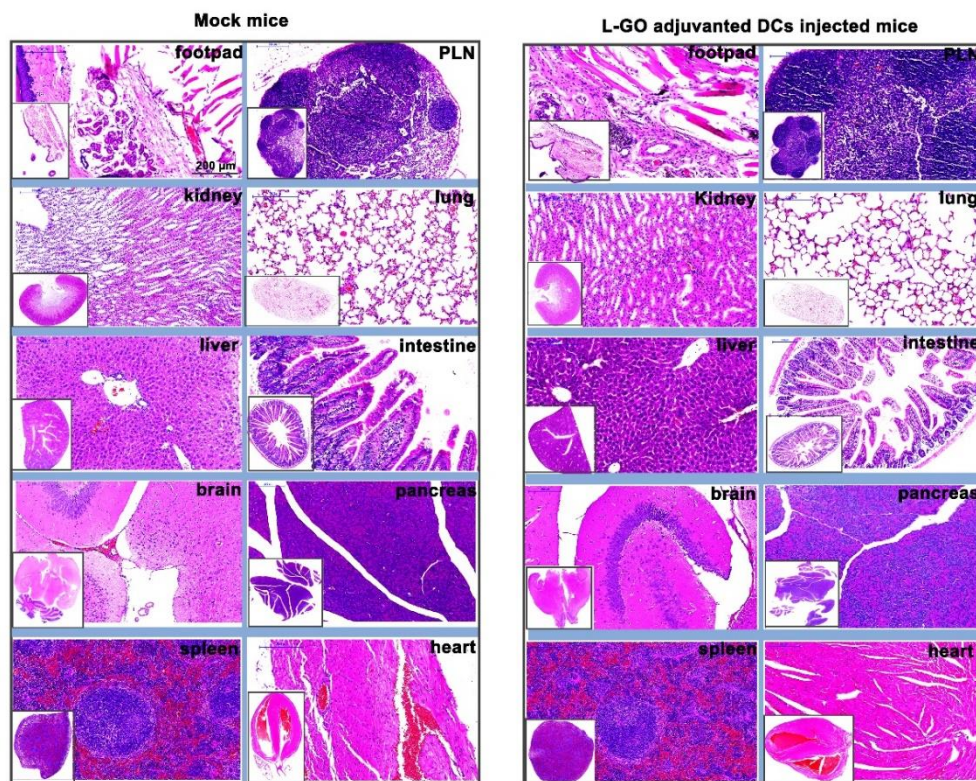 Mock mice
footpad
PLN
200 µm
kidney
lung
liver
intestine
brain
pancreas
spleen
heart
L-GO adjuvanted DCs injected mice
footpad
PLN
Kidney
lung
liver
intestine
brain
pancreas
spleen
heart